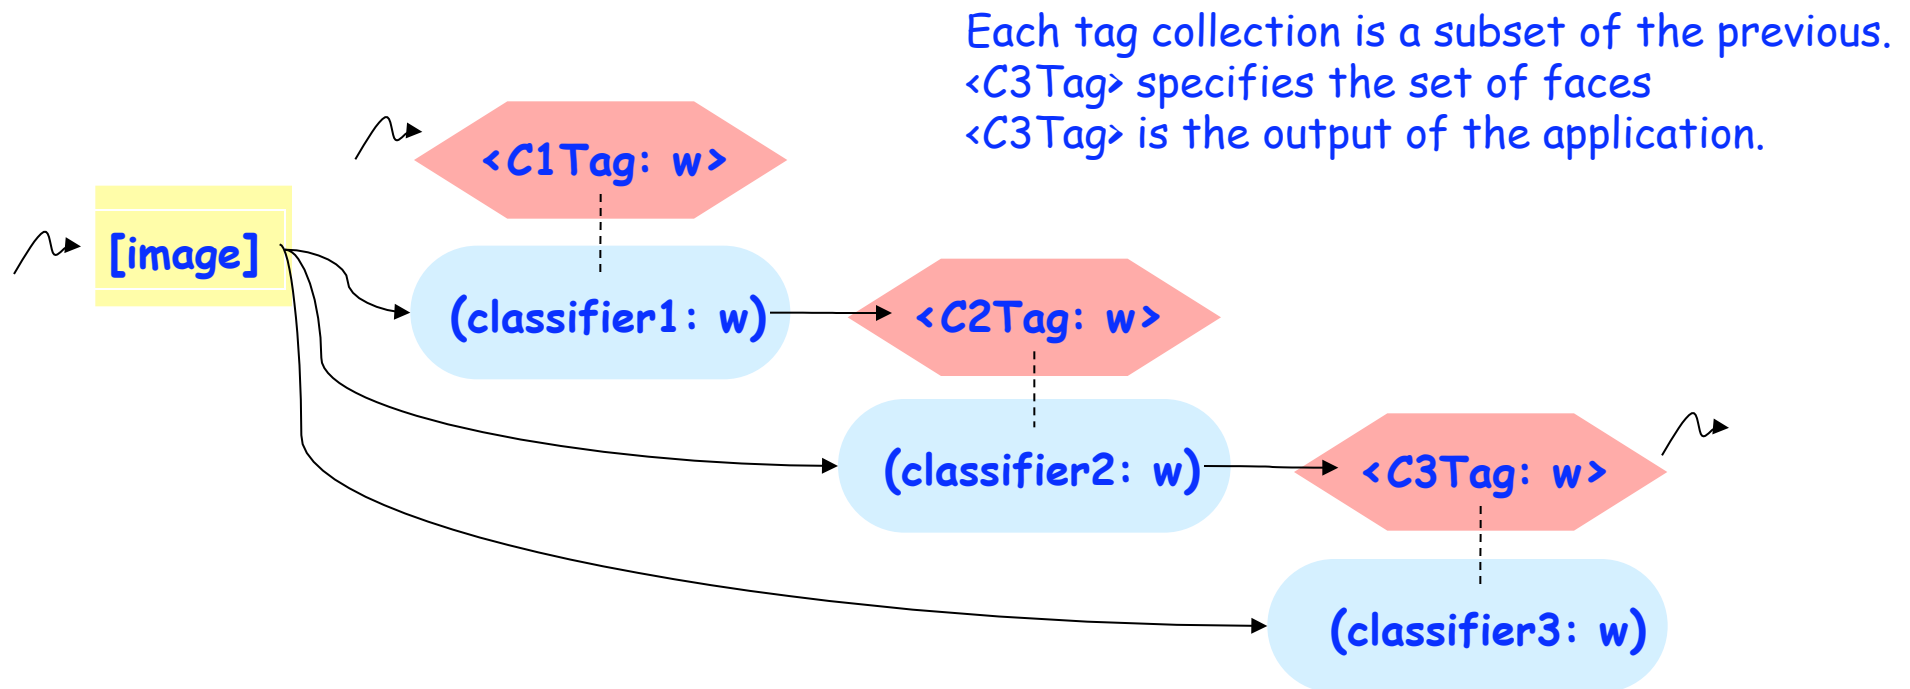 Each tag collection is a subset of the previous.
<C3Tag> specifies the set of faces
<C3Tag> is the output of the application.
<C1Tag: w>
[image]
(classifier1: w)
<C2Tag: w>
(classifier2: w)
<C3Tag: w>
(classifier3: w)